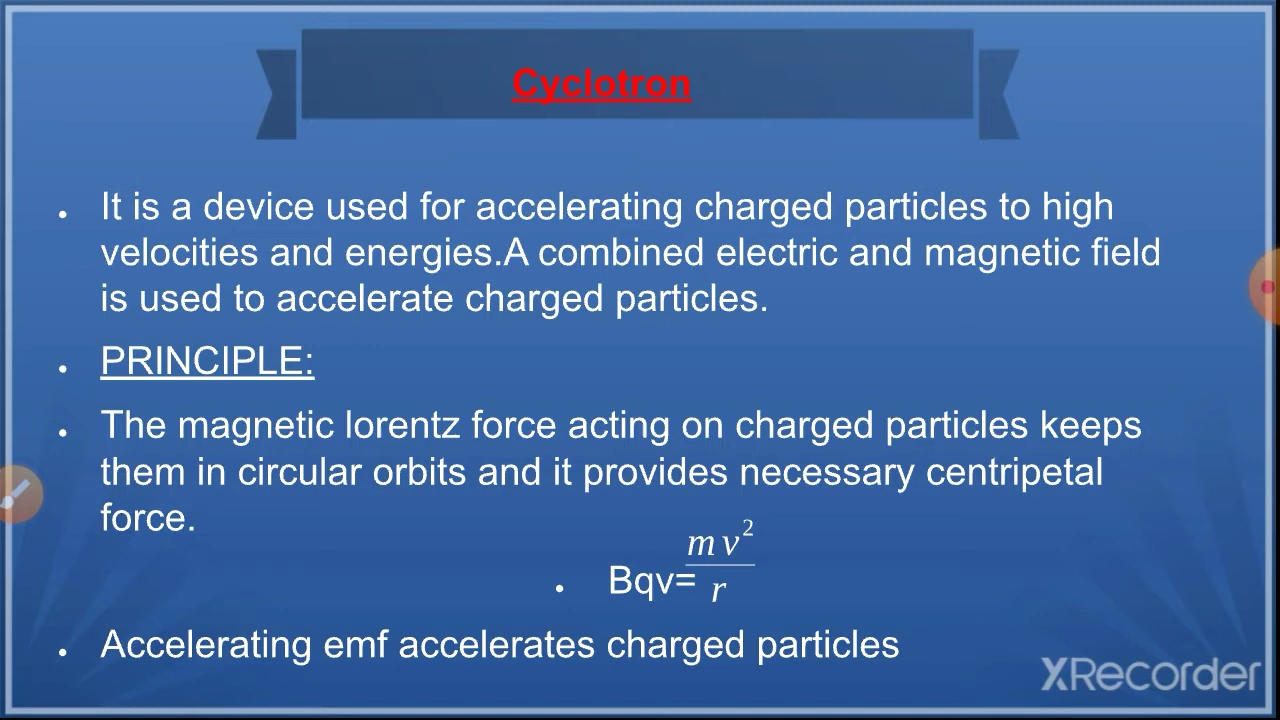 Cyclotron
• It is a device used for accelerating charged particles to high
velocities and energies.A combined electric and magnetic field
is used to accelerate charged particles.
• PRINCIPLE:
• The magnetic lorentz force acting on charged particles keeps
them in circular orbits and it provides necessary centripetal
force.
• Bqv= m v² / r
• Accelerating emf accelerates charged particles
XRecorder